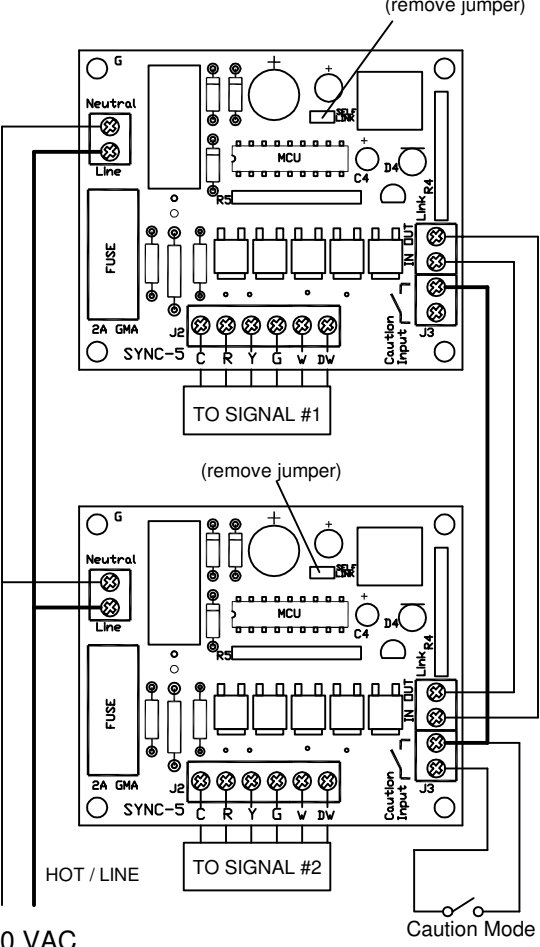 (remove jumper)
G
Neutral
Line
SELF
LINK
MCU
C4
D4
R4
R5
Link
OUT
IN
FUSE
2A GMA
J2
SYNC-5
C R Y G W DW
Caution
Input
J3
TO SIGNAL #1
(remove jumper)
G
Neutral
Line
SELF
LINK
MCU
C4
D4
R4
R5
Link
OUT
IN
FUSE
2A GMA
J2
SYNC-5
C R Y G W DW
Caution
Input
J3
TO SIGNAL #2
HOT / LINE
0 VAC
Caution Mode